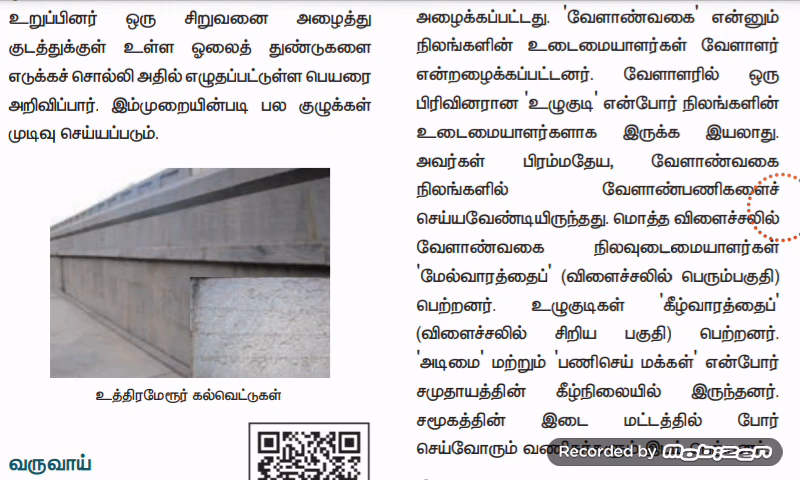 உறுப்பினர் ஒரு சிறுவனை அழைத்து
குடத்துக்குள் உள்ள ஓலைத் துண்டுகளை
எடுக்கச் சொல்லி அதில் எழுதப்பட்டுள்ள பெயரை
அறிவிப்பார். இம்முறையின்படி பல குழுக்கள்
முடிவு செய்யப்படும்.
உத்திரமேரூர் கல்வெட்டுகள்
வருவாய்
அழைக்கப்பட்டது. 'வேளாண்வகை' என்னும்
நிலங்களின் உடைமையாளர்கள் வேளாளர்
என்றழைக்கப்பட்டனர். வேளாளரில் ஒரு
பிரிவினரான 'உழுகுடி' என்போர் நிலங்களின்
உடைமையாளர்களாக இருக்க இயலாது.
அவர்கள் பிரம்மதேய, வேளாண்வகை
நிலங்களில் வேளாண்பணிகளைச்
செய்யவேண்டியிருந்தது. மொத்த விளைச்சலில்
வேளாண்வகை நிலவுடைமையாளர்கள்
'மேல்வாரத்தைப்' (விளைச்சலில் பெரும்பகுதி)
பெற்றனர். உழுகுடிகள் 'கீழ்வாரத்தைப்'
(விளைச்சலில் சிறிய பகுதி) பெற்றனர்.
'அடிமை' மற்றும் 'பணிசெய் மக்கள்' என்போர்
சமுதாயத்தின் கீழ்நிலையில் இருந்தனர்.
சமூகத்தின் இடை மட்டத்தில் போர்
செய்வோரும்
Recorded by mobizen